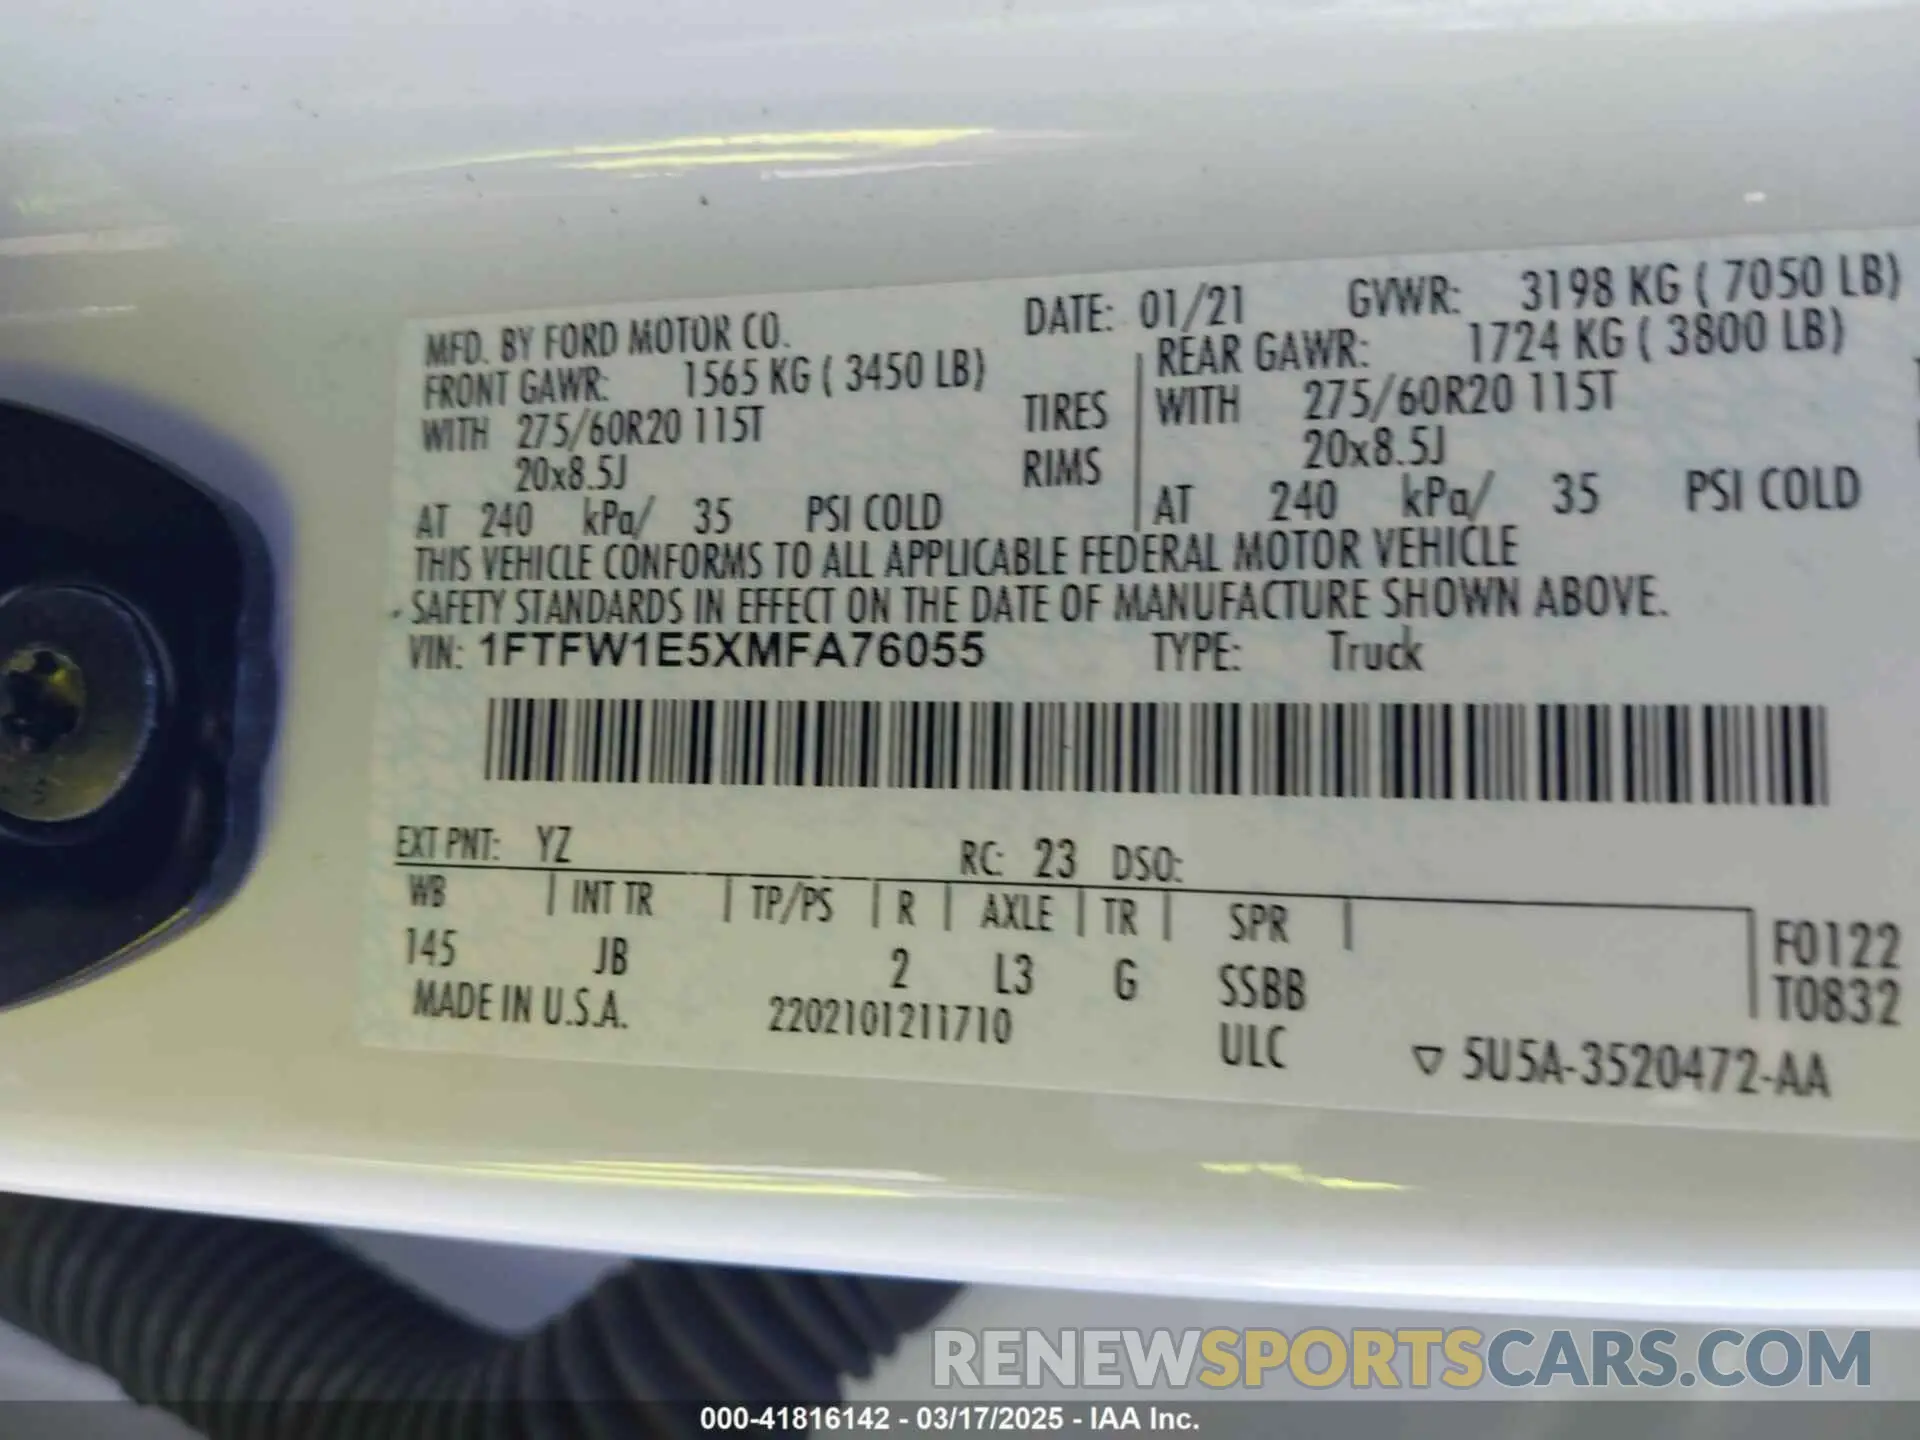 MFD. BY FORD MOTOR CO. DATE: 01/21 GVWR: 3198 KG ( 7050 LB)
FRONT GAWR: 1565 KG ( 3450 LB) REAR GAWR: 1724 KG ( 3800 LB)
WITH 275/60R20 115T TIRES WITH 275/60R20 115T
20x8.5J RIMS 20x8.5J
AT 240 kPa/ 35 PSI COLD AT 240 kPa/ 35 PSI COLD
THIS VEHICLE CONFORMS TO ALL APPLICABLE FEDERAL MOTOR VEHICLE
SAFETY STANDARDS IN EFFECT ON THE DATE OF MANUFACTURE SHOWN ABOVE.
VIN: 1FTFW1E5XMFA76055 TYPE: Truck
EXT PNT: YZ RC: 23 DSO:
WB INT TR TP/PS R AXLE TR SPR F0122
145 JB 2 L3 G SSBB T0832
MADE IN U.S.A. 2202101211710 ULC 5U5A-3520472-AA
RENEWSPORTSCARS.COM
000-41816142 - 03/17/2025 - IAA Inc.